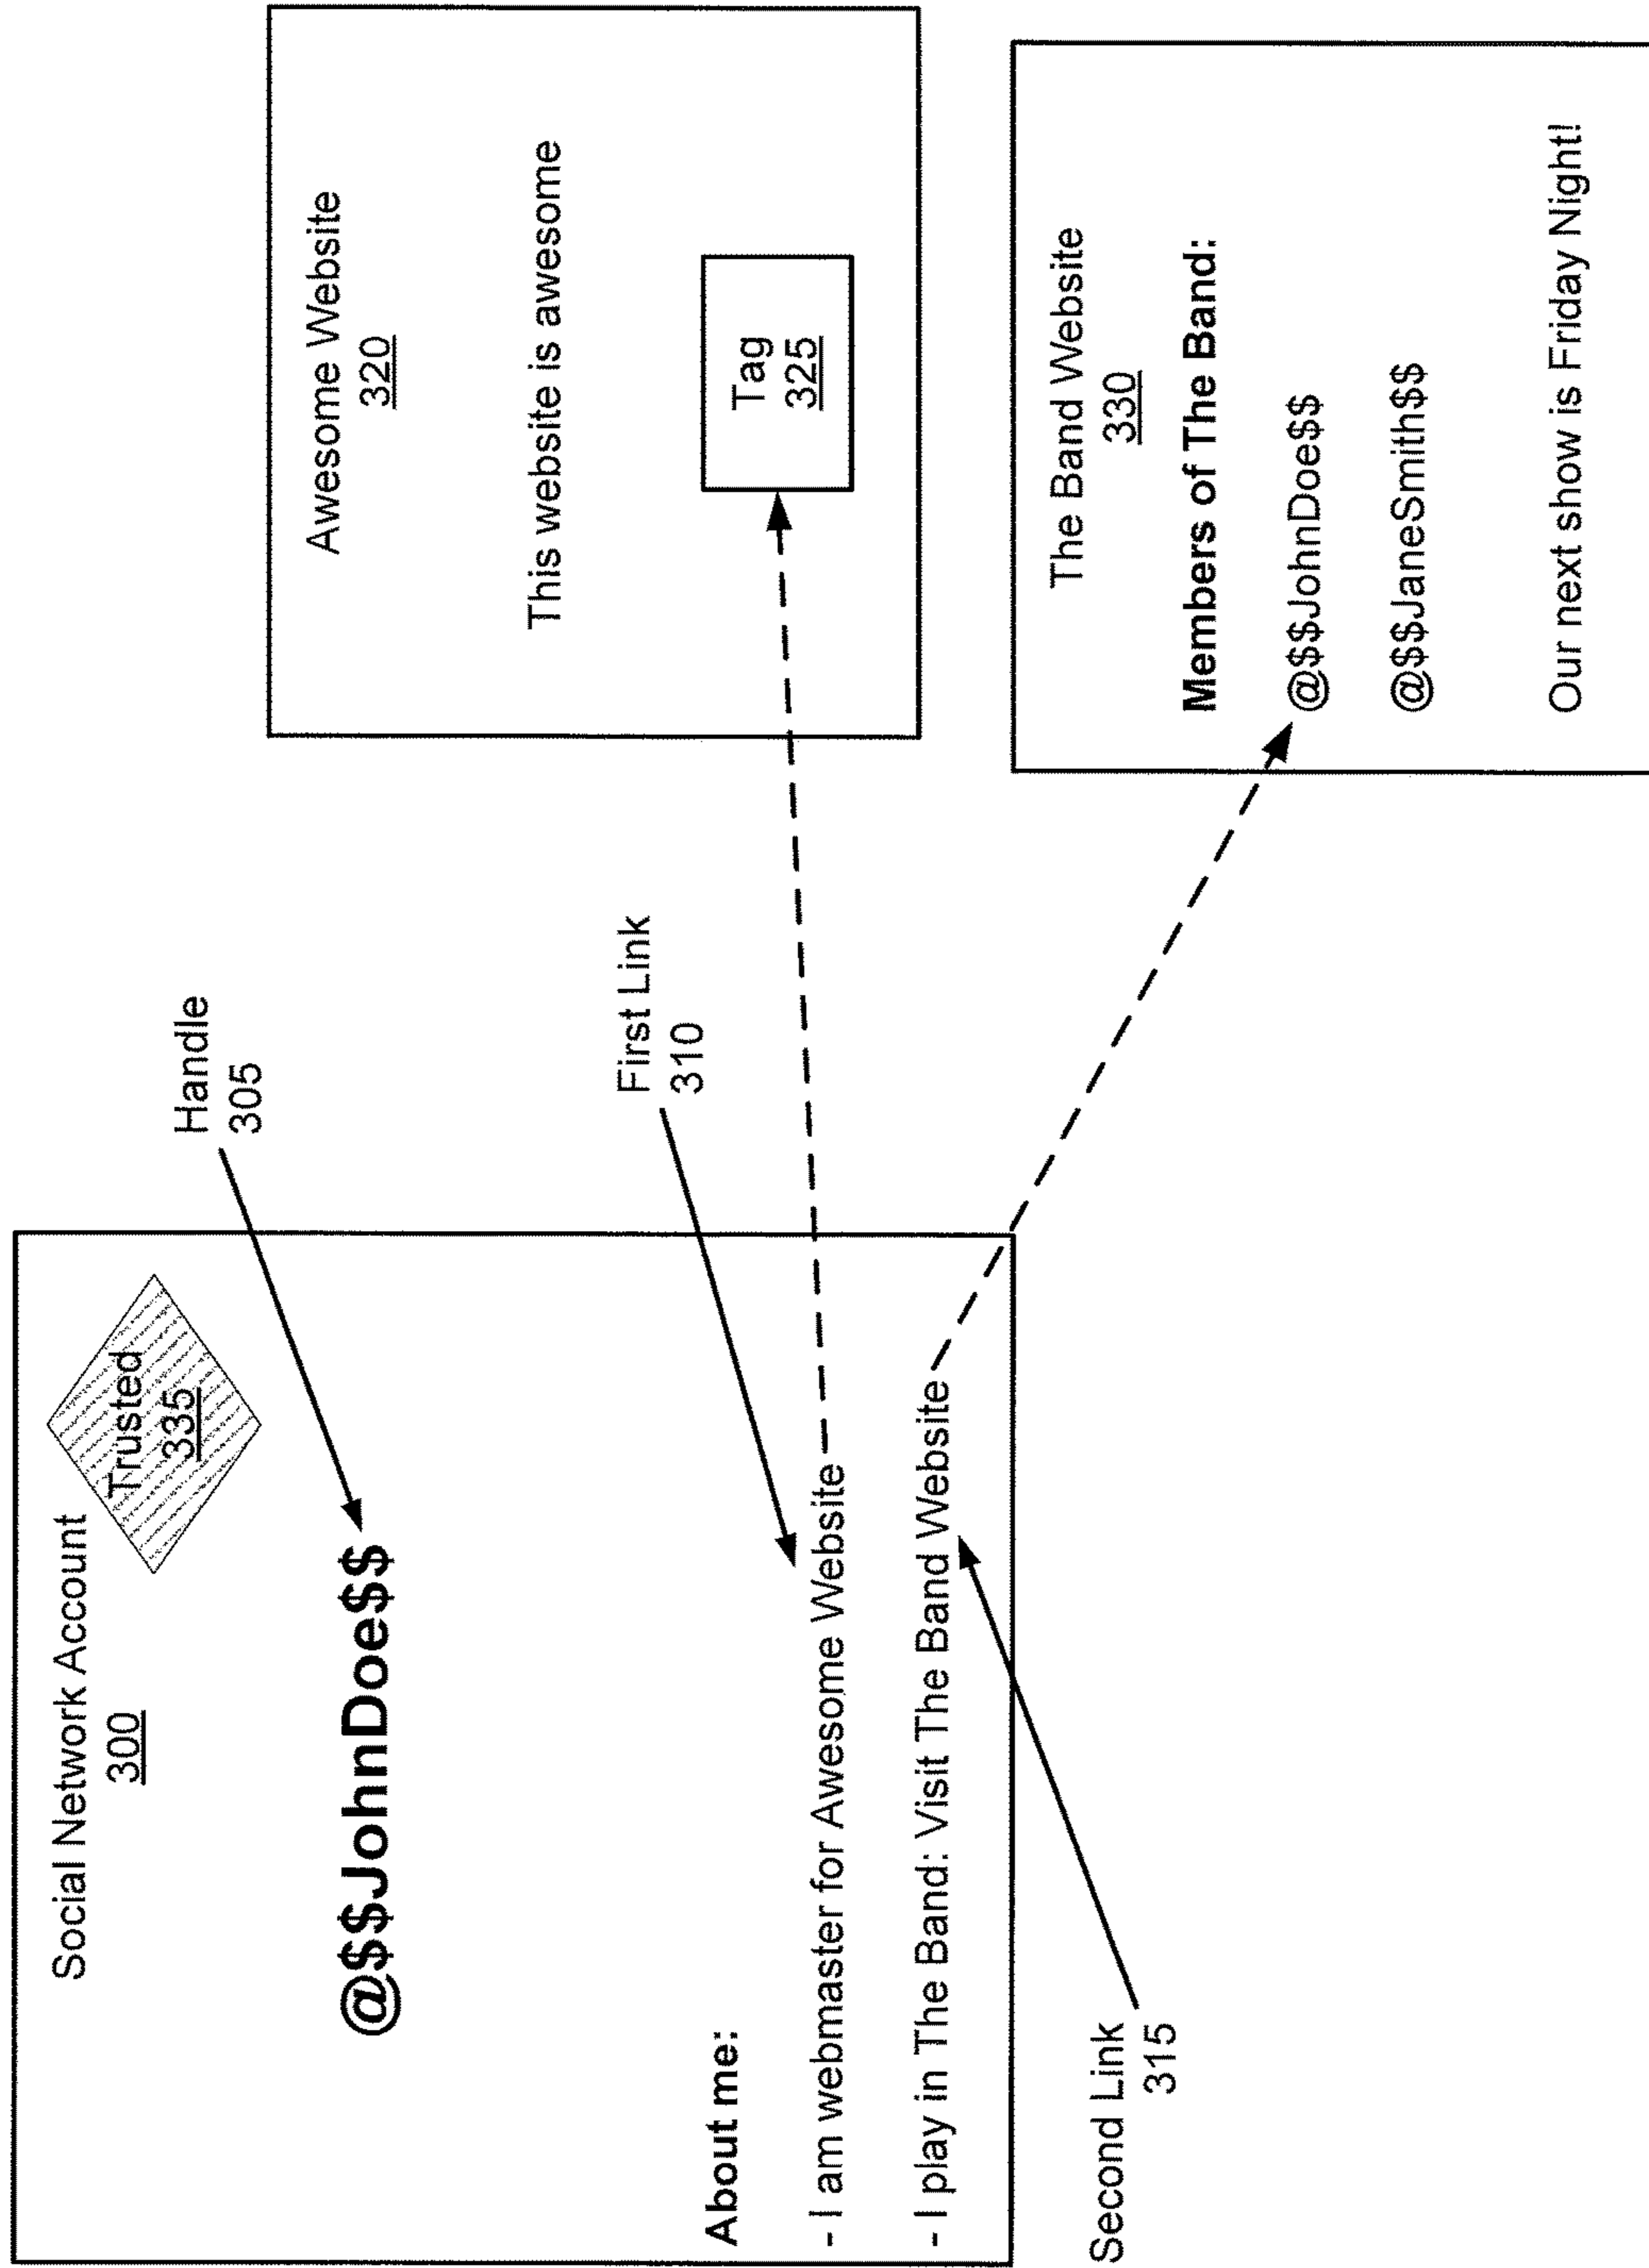 Social Network Account
300
Trusted
335
@$$JohnDoe$$
About me:
- I am webmaster for Awesome Website
- I play in The Band: Visit The Band Website
Handle
305
First Link
310
Second Link
315
Awesome Website
320
This website is awesome
Tag
325
The Band Website
330
Members of The Band:
@$$JohnDoe$$
@$$JaneSmith$$
Our next show is Friday Night!